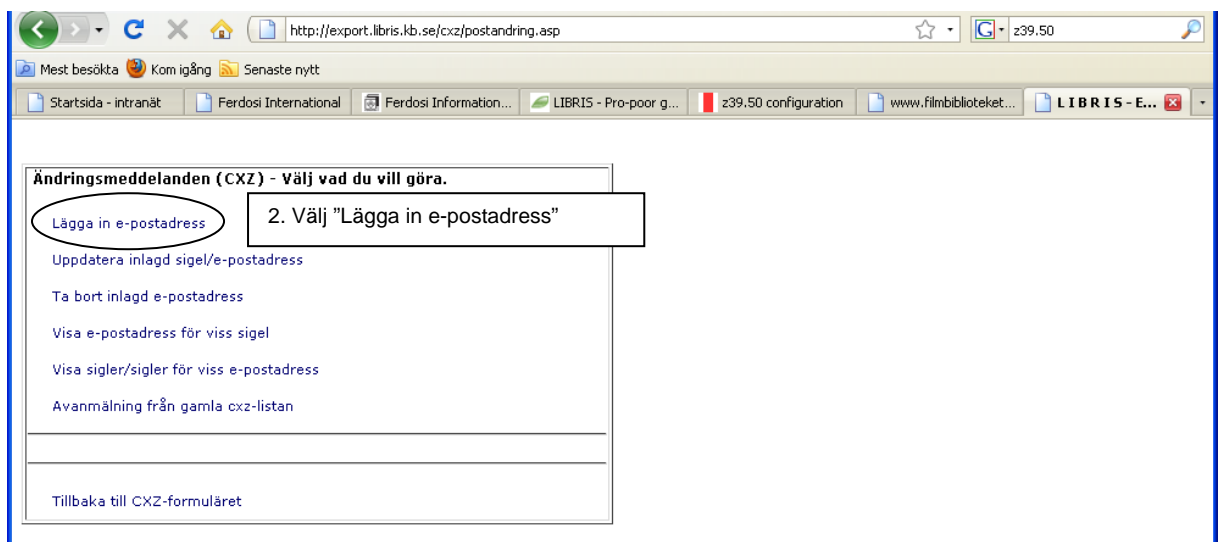 http://export.libris.kb.se/cxz/postandring.asp
G
z39.50
Mest besökta
Kom igång
Senaste nytt
Startsida - intranät
Ferdosi International
Ferdosi Information...
LIBRIS - Pro-poor g...
z39.50 configuration
www.filmbiblioteket...
L I B R I S - E...
Ändringsmeddelanden (CXZ) - Välj vad du vill göra.
Lägga in e-postadress
2. Välj ”Lägga in e-postadress”
Uppdatera inlagd sigel/e-postadress
Ta bort inlagd e-postadress
Visa e-postadress för viss sigel
Visa sigler/sigler för viss e-postadress
Avanmälning från gamla cxz-listan
Tillbaka till CXZ-formuläret